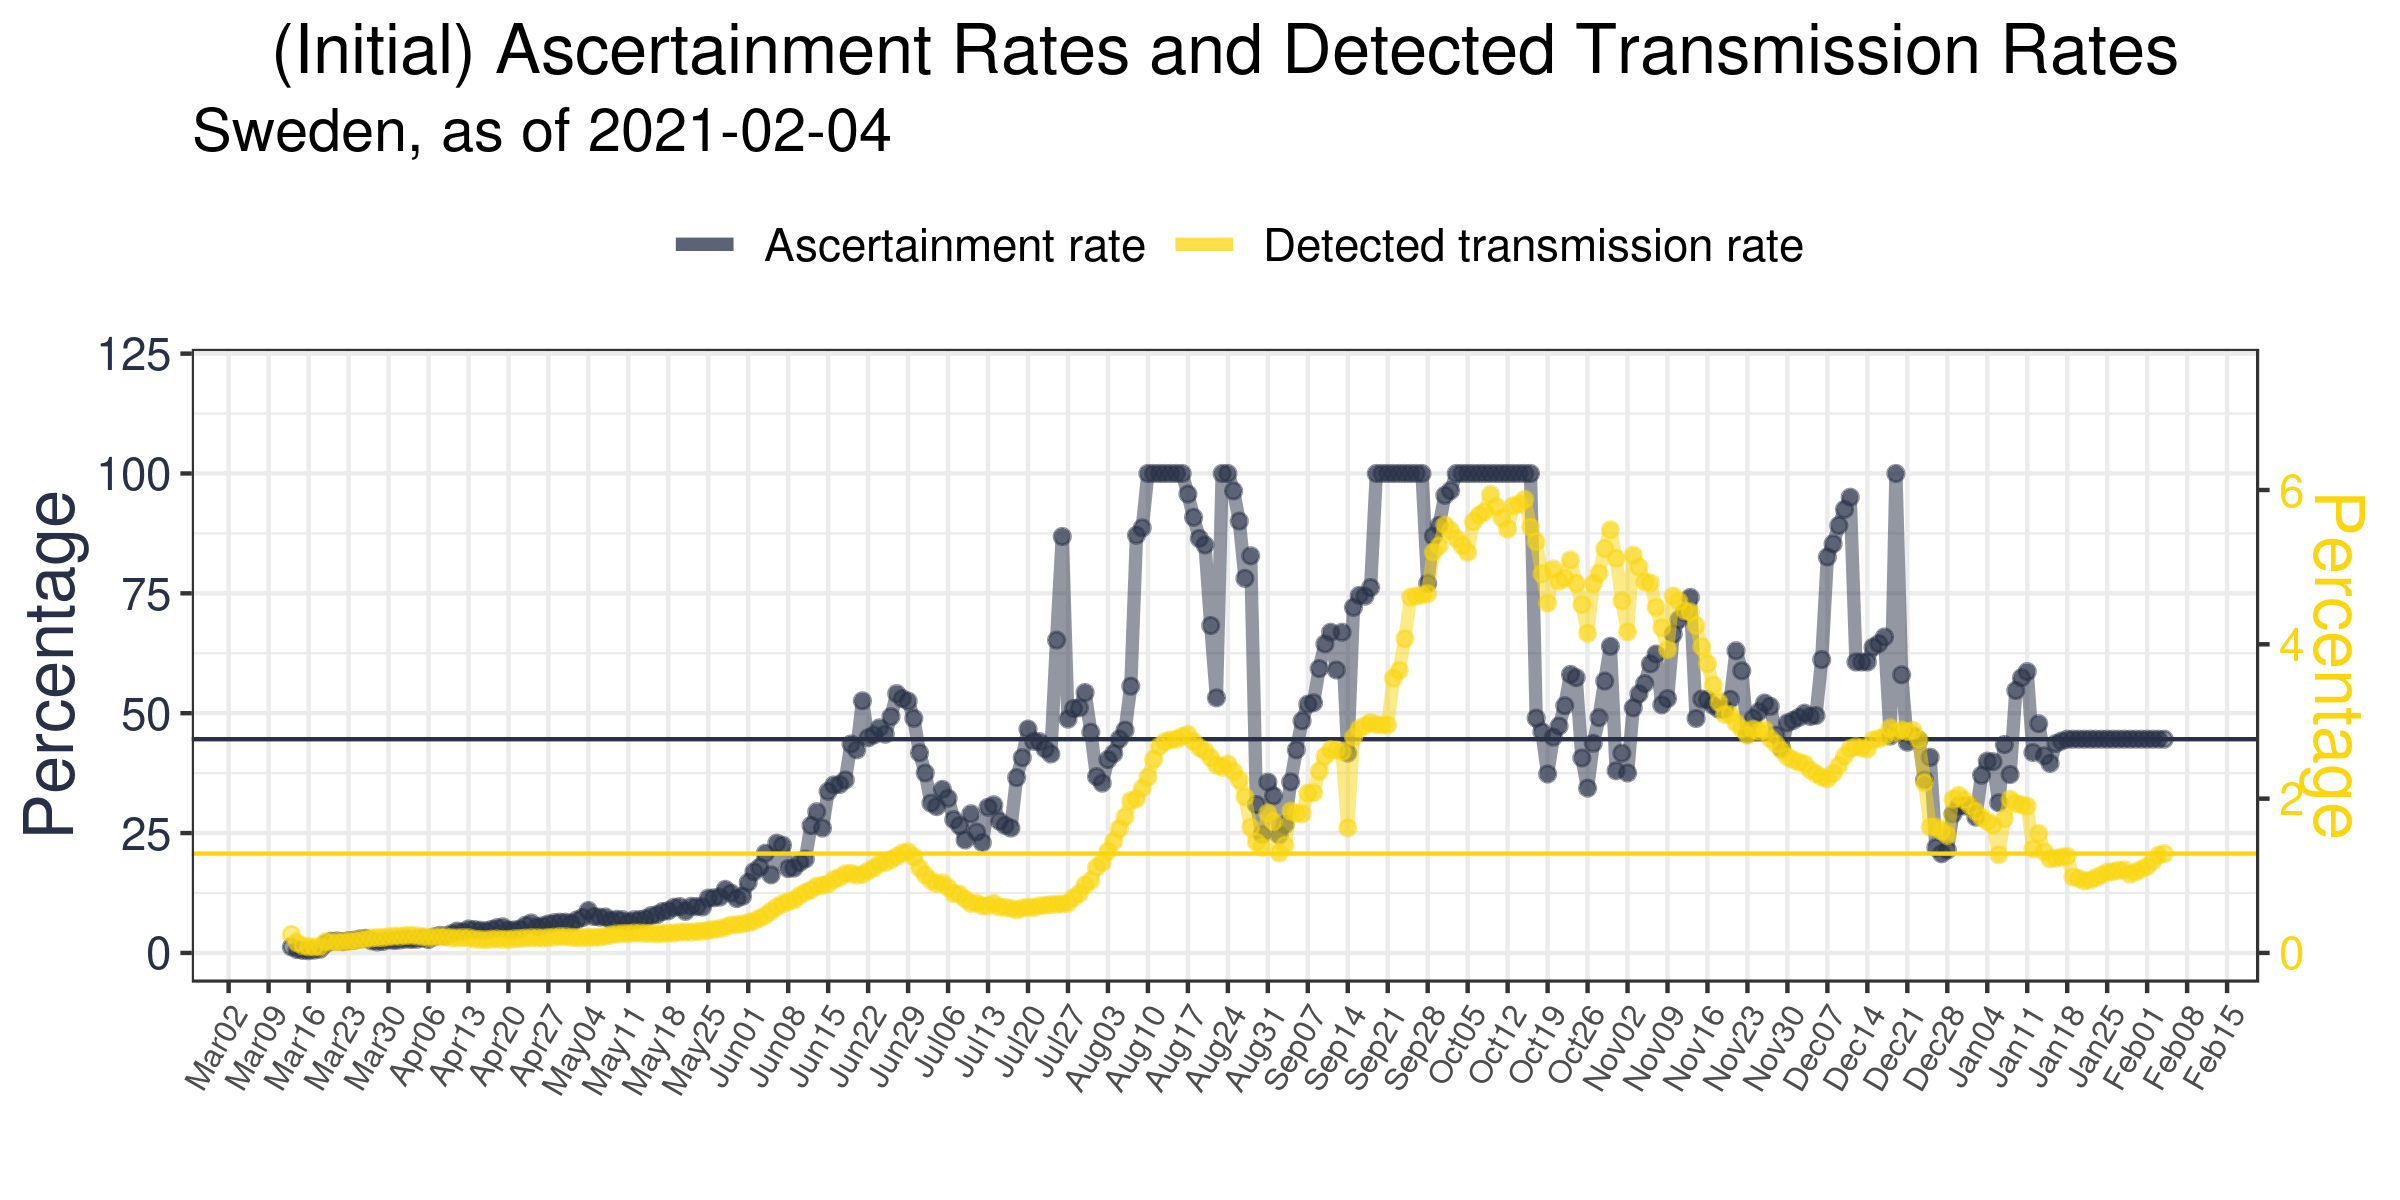 (Initial) Ascertainment Rates and Detected Transmission Rates
Sweden, as of 2021-02-04
Ascertainment rate
Detected transmission rate
125
100
75
50
25
0
Percentage
6
4
2
0
Percentage
Mar02
Mar09
Mar16
Mar23
Mar30
Apr06
Apr13
Apr20
Apr27
May04
May11
May18
May25
Jun01
Jun08
Jun15
Jun22
Jun29
Jul06
Jul13
Jul20
Jul27
Aug03
Aug10
Aug17
Aug24
Aug31
Sep07
Sep14
Sep21
Sep28
Oct05
Oct12
Oct19
Oct26
Nov02
Nov09
Nov16
Nov23
Nov30
Dec07
Dec14
Dec21
Dec28
Jan04
Jan11
Jan18
Jan25
Feb01
Feb08
Feb15